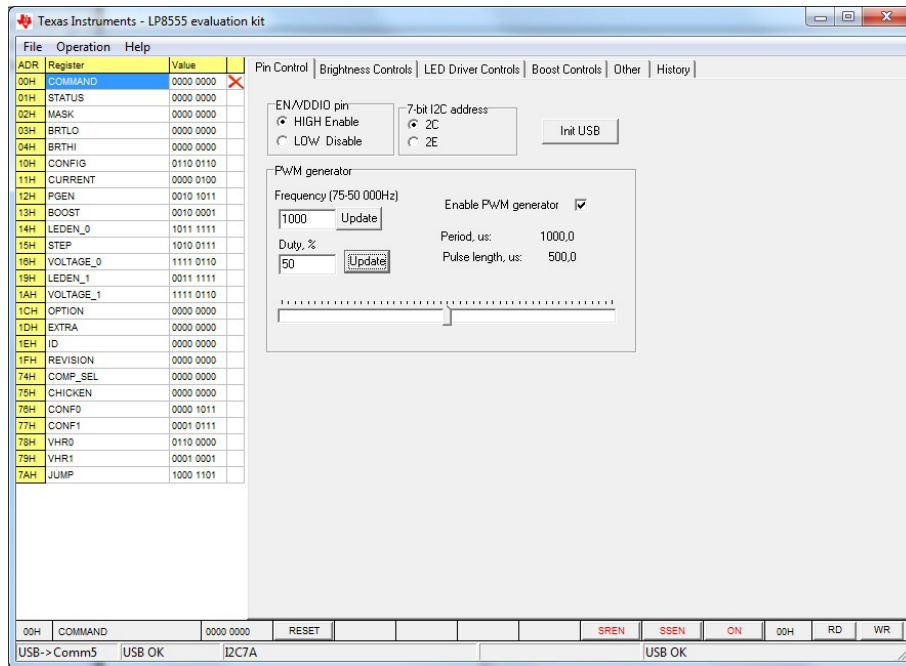 Texas Instruments - LP8555 evaluation kit
File Operation Help
ADR Register Value
00H COMMAND 0000 0000
01H STATUS 0000 0000
02H MASK 0000 0000
03H BRTLO 0000 0000
04H BRTHI 0000 0000
10H CONFIG 0110 0110
11H CURRENT 0000 0100
12H PGEN 0010 1011
13H BOOST 0010 0001
14H LEDEN_0 1011 1111
15H STEP 1010 0111
16H VOLTAGE_0 1111 0110
19H LEDEN_1 0011 1111
1AH VOLTAGE_1 1111 0110
1CH OPTION 0000 0000
1DH EXTRA 0000 0000
1EH ID 0000 0000
1FH REVISION 0000 0000
74H COMP_SEL 0000 0000
75H CHICKEN 0000 0000
76H CONF0 0000 1011
77H CONF1 0001 0111
78H VHR0 0110 0000
79H VHR1 0001 0001
7AH JUMP 1000 1101
Pin Control Brightness Controls LED Driver Controls Boost Controls Other History
EN/VDDIO pin
HIGH Enable
LOW Disable
7-bit I2C address
2C
2E
Init USB
PWM generator
Frequency (75-50 000Hz)
1000 Update
Duty, %
50 Update
Enable PWM generator
Period, us: 1000,0
Pulse length, us: 500,0
00H COMMAND 0000 0000 RESET SREN SSEN ON 00H RD WR
USB->Comm5 USB OK I2C7A USB OK